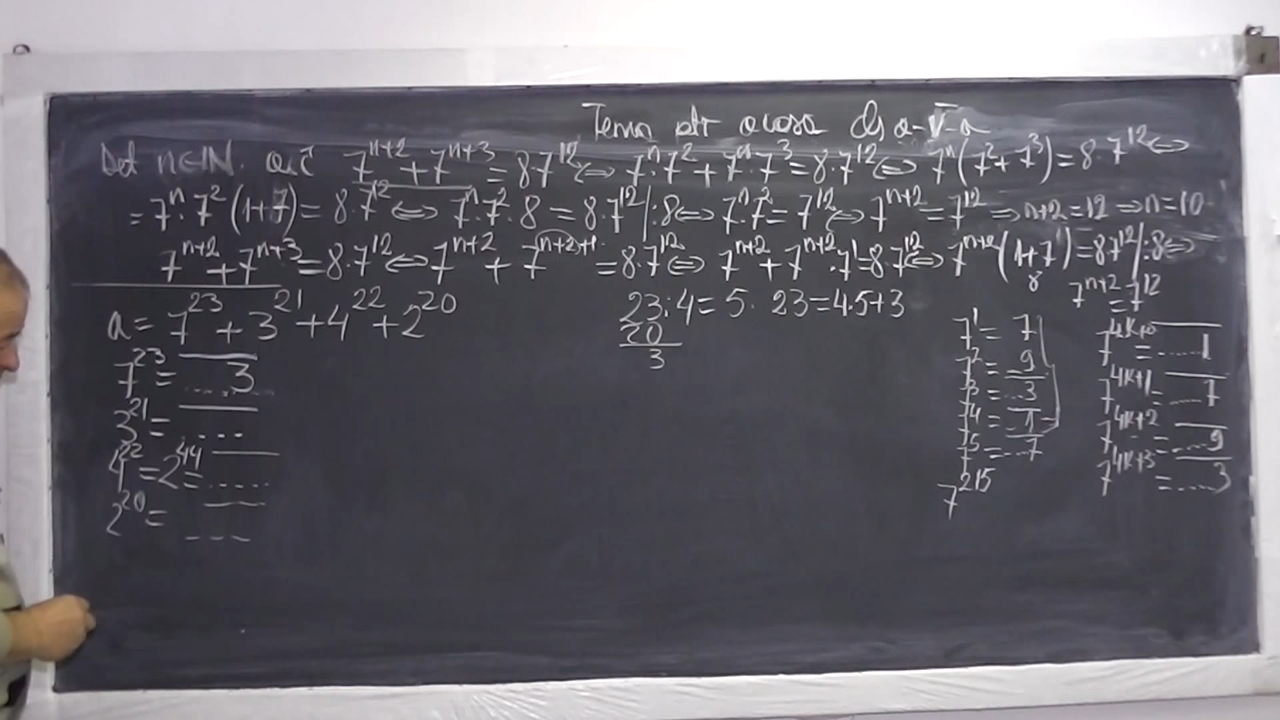 Tema ptr acasa cls a-V-a
Det n∈IN. a.î 7^{n+2} + 7^{n+3} = 8·7^{12} ⇔ 7^n·7^2 + 7^n·7^3 = 8·7^{12} ⇔ 7^n(7^2 + 7^3) = 8·7^{12} ⇔
= 7^n·7^2(1+7) = 8·7^{12} ⇔ 7^n·7^2·8 = 8·7^{12} |:8 ⇔ 7^n·7^2 = 7^{12} ⇔ 7^{n+2} = 7^{12} ⇒ n+2=12 ⇒ n=10
7^{n+2} + 7^{n+3} = 8·7^{12} ⇔ 7^{n+2} + 7^{(n+2)+1} = 8·7^{12} ⇔ 7^{n+2} + 7^{n+2}·7^1 = 8·7^{12} ⇔ 7^{n+2}(1+7^1) = 8·7^{12} |:8 ⇔
8
7^{n+2} = 7^{12}
a = 7^{23} + 3^{21} + 4^{22} + 2^{20}
7^{23} = ......3
3^{21} = ...
4^{22} = 2^{44} = .....
2^{20} = ---
23:4 = 5. 23 = 4·5+3
20
3
7^1 = 7
7^2 = ..9
7^3 = ...3
7^4 = ..1
7^5 = ...7
7^{215}
7^{4K+0} = .....1
7^{4K+1} = .....7
7^{4K+2} = .....9
7^{4K+3} = .....3